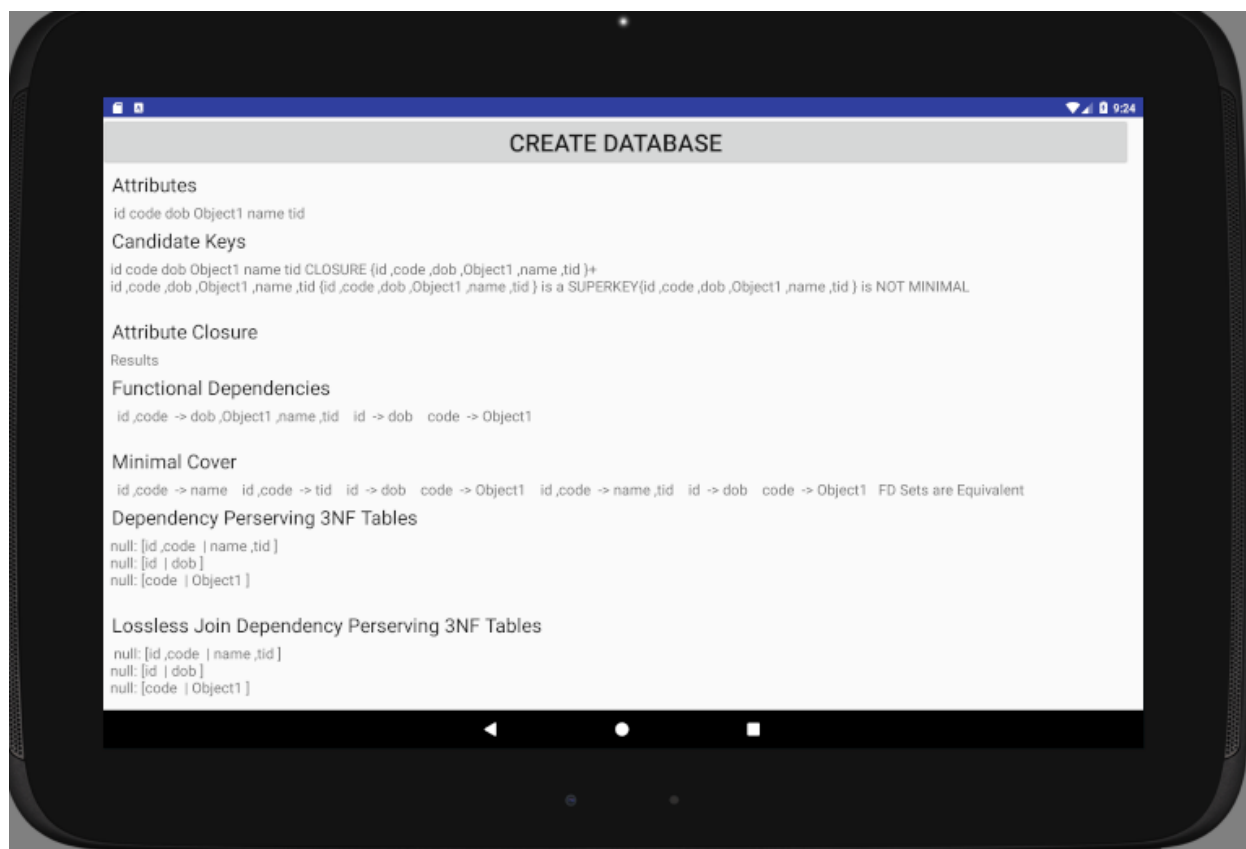 9:24
CREATE DATABASE
Attributes
id code dob Object1 name tid
Candidate Keys
id code dob Object1 name tid CLOSURE {id ,code ,dob ,Object1 ,name ,tid }+
id ,code ,dob ,Object1 ,name ,tid {id ,code ,dob ,Object1 ,name ,tid } is a SUPERKEY{id ,code ,dob ,Object1 ,name ,tid } is NOT MINIMAL
Attribute Closure
Results
Functional Dependencies
id ,code -> dob ,Object1 ,name ,tid id -> dob code -> Object1
Minimal Cover
id ,code -> name id ,code -> tid id -> dob code -> Object1 id ,code -> name ,tid id -> dob code -> Object1 FD Sets are Equivalent
Dependency Perserving 3NF Tables
null: [id ,code | name ,tid ]
null: [id | dob ]
null: [code | Object1 ]
Lossless Join Dependency Perserving 3NF Tables
null: [id ,code | name ,tid ]
null: [id | dob ]
null: [code | Object1 ]